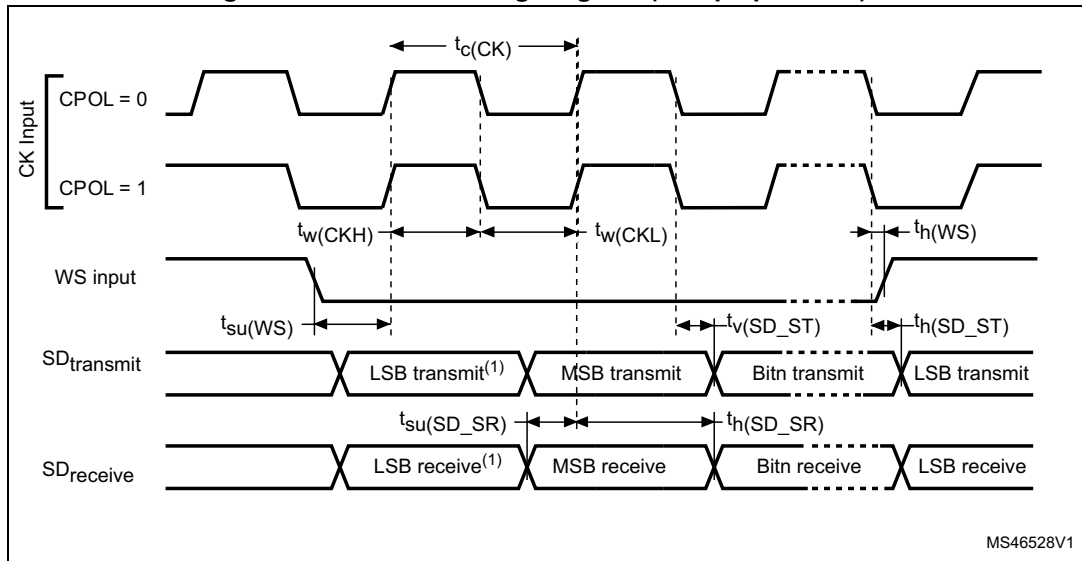 tc(CK)
CK Input
CPOL = 0
CPOL = 1
tw(CKH) tw(CKL) th(WS)
WS input
tsu(WS) tv(SD_ST) th(SD_ST)
SDtransmit LSB transmit(1) MSB transmit Bitn transmit LSB transmit
tsu(SD_SR) th(SD_SR)
SDreceive LSB receive(1) MSB receive Bitn receive LSB receive
MS46528V1